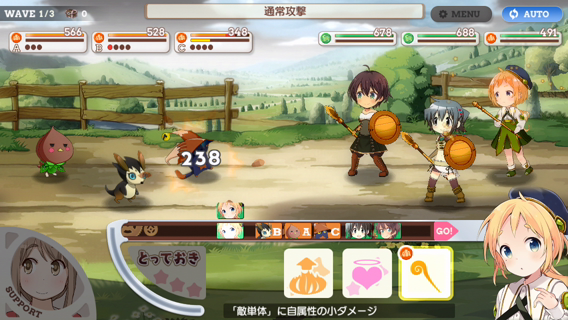 WAVE 1/3 0
通常攻撃
MENU
AUTO
566
A
528
B
348
C
678
688
491
238
B A C
GO!
とっておき
SUPPORT
「敵単体」に自属性の小ダメージ